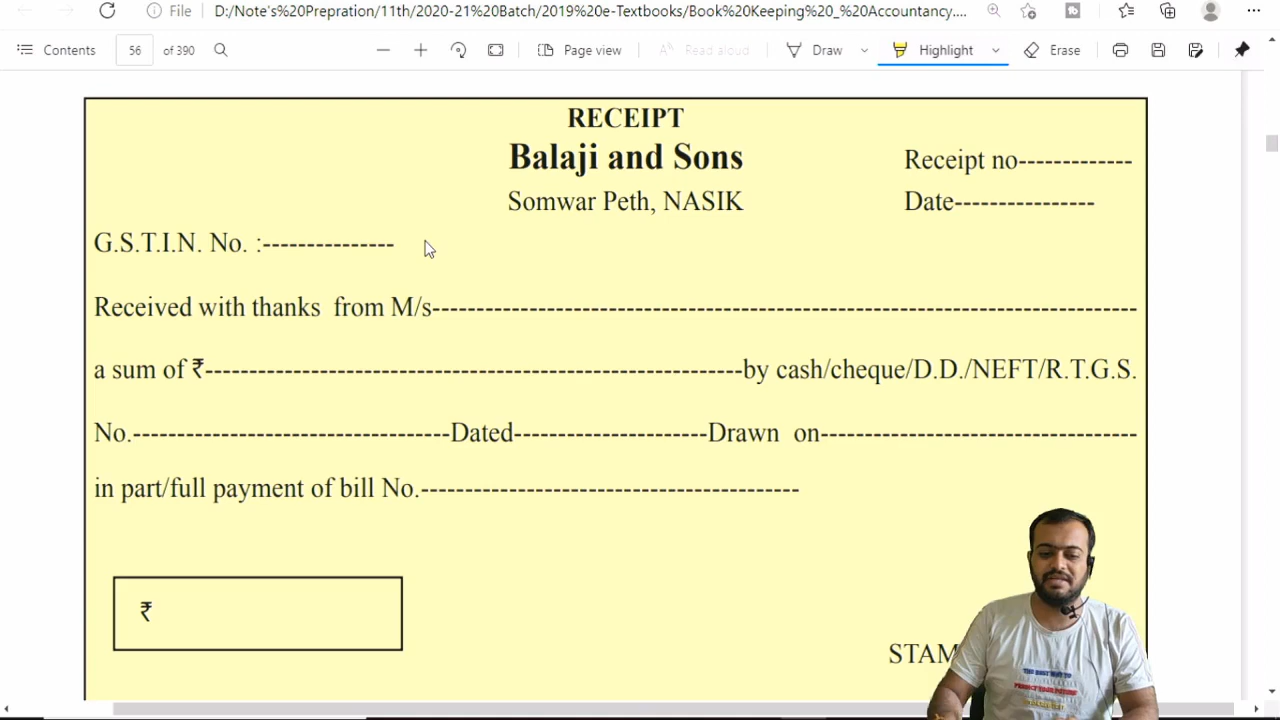 File
D:/Note's%20Prepration/11th/2020-21%20Batch/2019%20e-Textbooks/Book%20Keeping%20_%20Accountancy....
Contents
56
of 390
Page view
Read aloud
Draw
Highlight
Erase
RECEIPT
Balaji and Sons
Receipt no-------------
Somwar Peth, NASIK
Date----------------
G.S.T.I.N. No. :---------------
Received with thanks from M/s--------------------------------------------------------------------------------
a sum of ₹-------------------------------------------------------------by cash/cheque/D.D./NEFT/R.T.G.S.
No.------------------------------------Dated----------------------Drawn on------------------------------------
in part/full payment of bill No.-------------------------------------------
₹